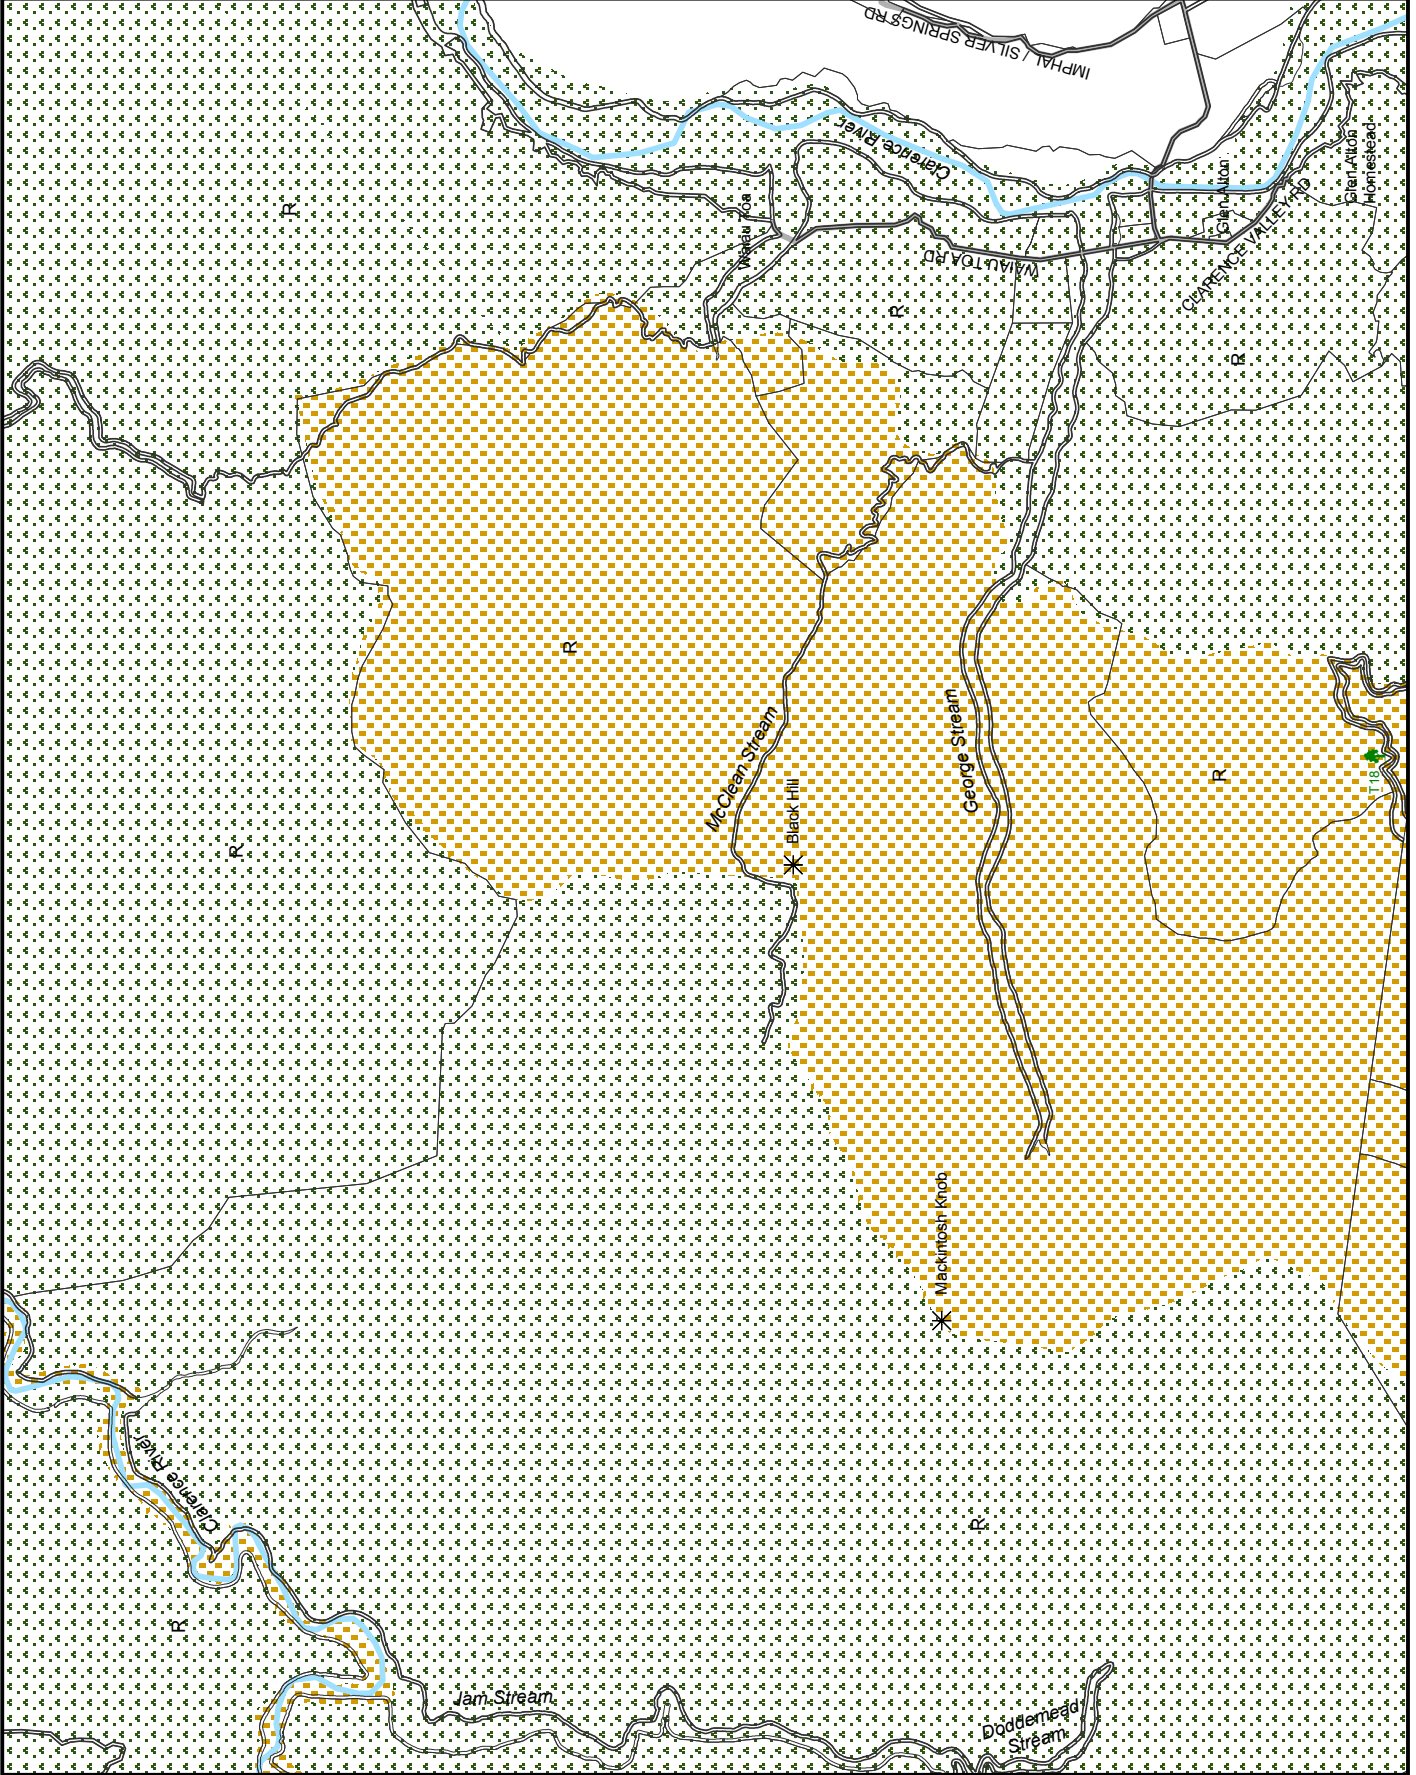 IMPHAL / SILVER SPRINGS RD
Clarence River
Glen Alton
Homestead
Glen Alton
R
Waiau Toa
WAIAU TOA RD
CLARENCE VALLEY RD
R
R
R
McClean Stream
George Stream
T18
R
Black Hill
R
Mackintosh Knob
Clarence River
R
R
Jam Stream
Doddemead
Stream